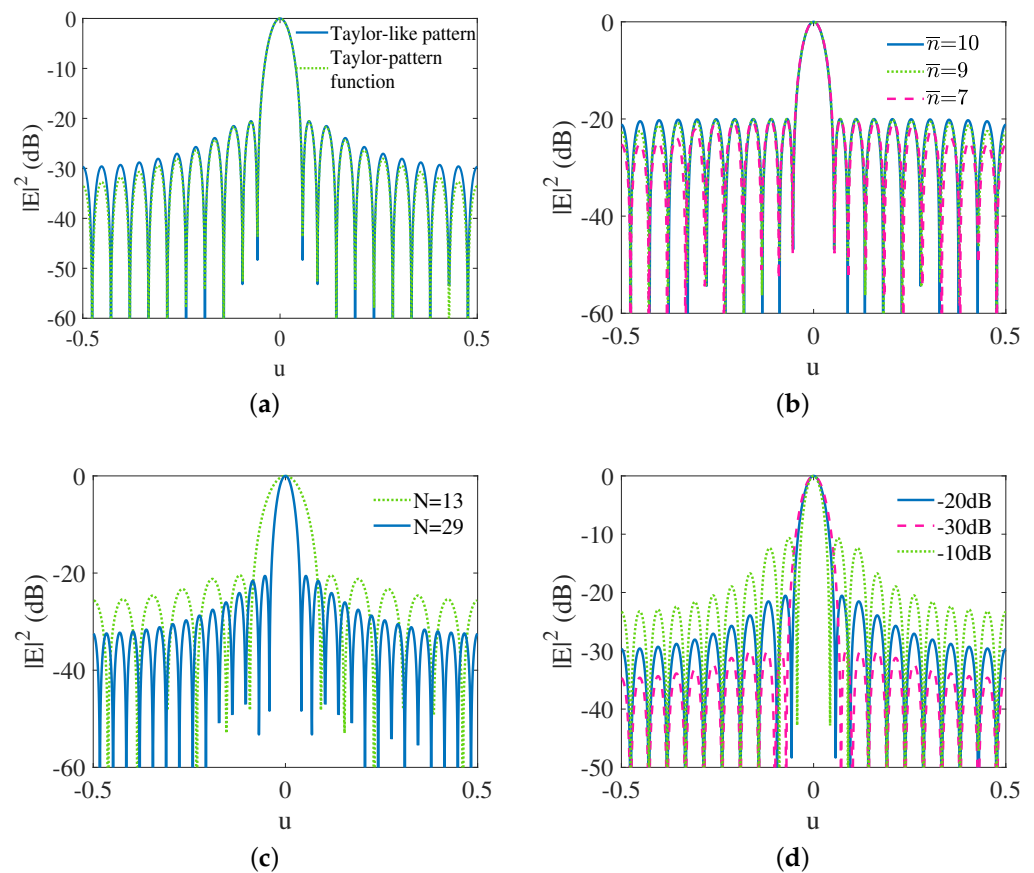 0
-10
-20
-30
-40
-50
-60
|E|² (dB)
Taylor-like pattern
Taylor-pattern
function
-0.5 0 0.5
u
(a)
0
-20
-40
-60
|E|² (dB)
n̅=10
n̅=9
n̅=7
-0.5 0 0.5
u
(b)
0
-20
-40
-60
|E|² (dB)
N=13
N=29
-0.5 0 0.5
u
(c)
0
-10
-20
-30
-40
-50
|E|² (dB)
-20dB
-30dB
-10dB
-0.5 0 0.5
u
(d)